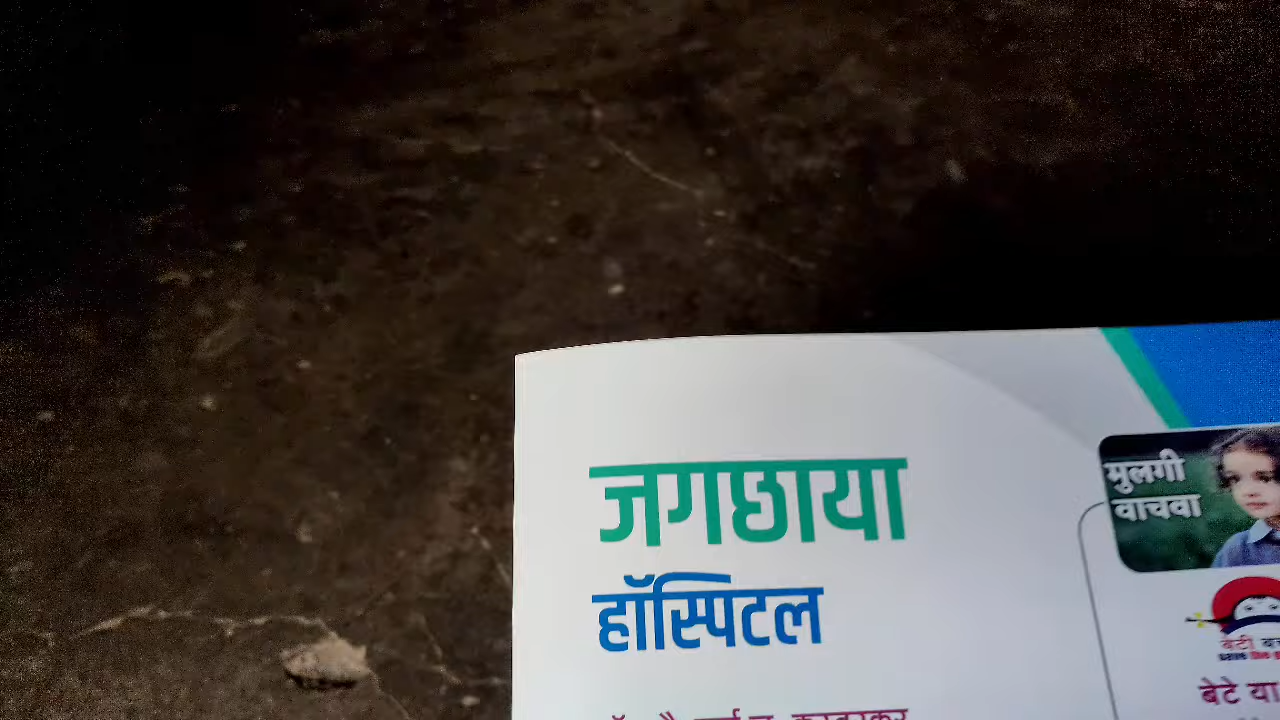 जगछाया
हॉस्पिटल
मुलगी
वाचवा
बेटी
बेटे या